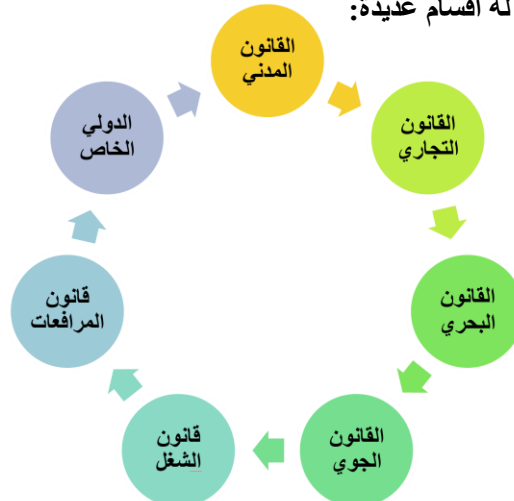 له أقسام عديدة:
القانون
المدني
القانون
التجاري
القانون
البحري
القانون
الجوي
قانون
الشغل
قانون
المرافعات
الدولي
الخاص